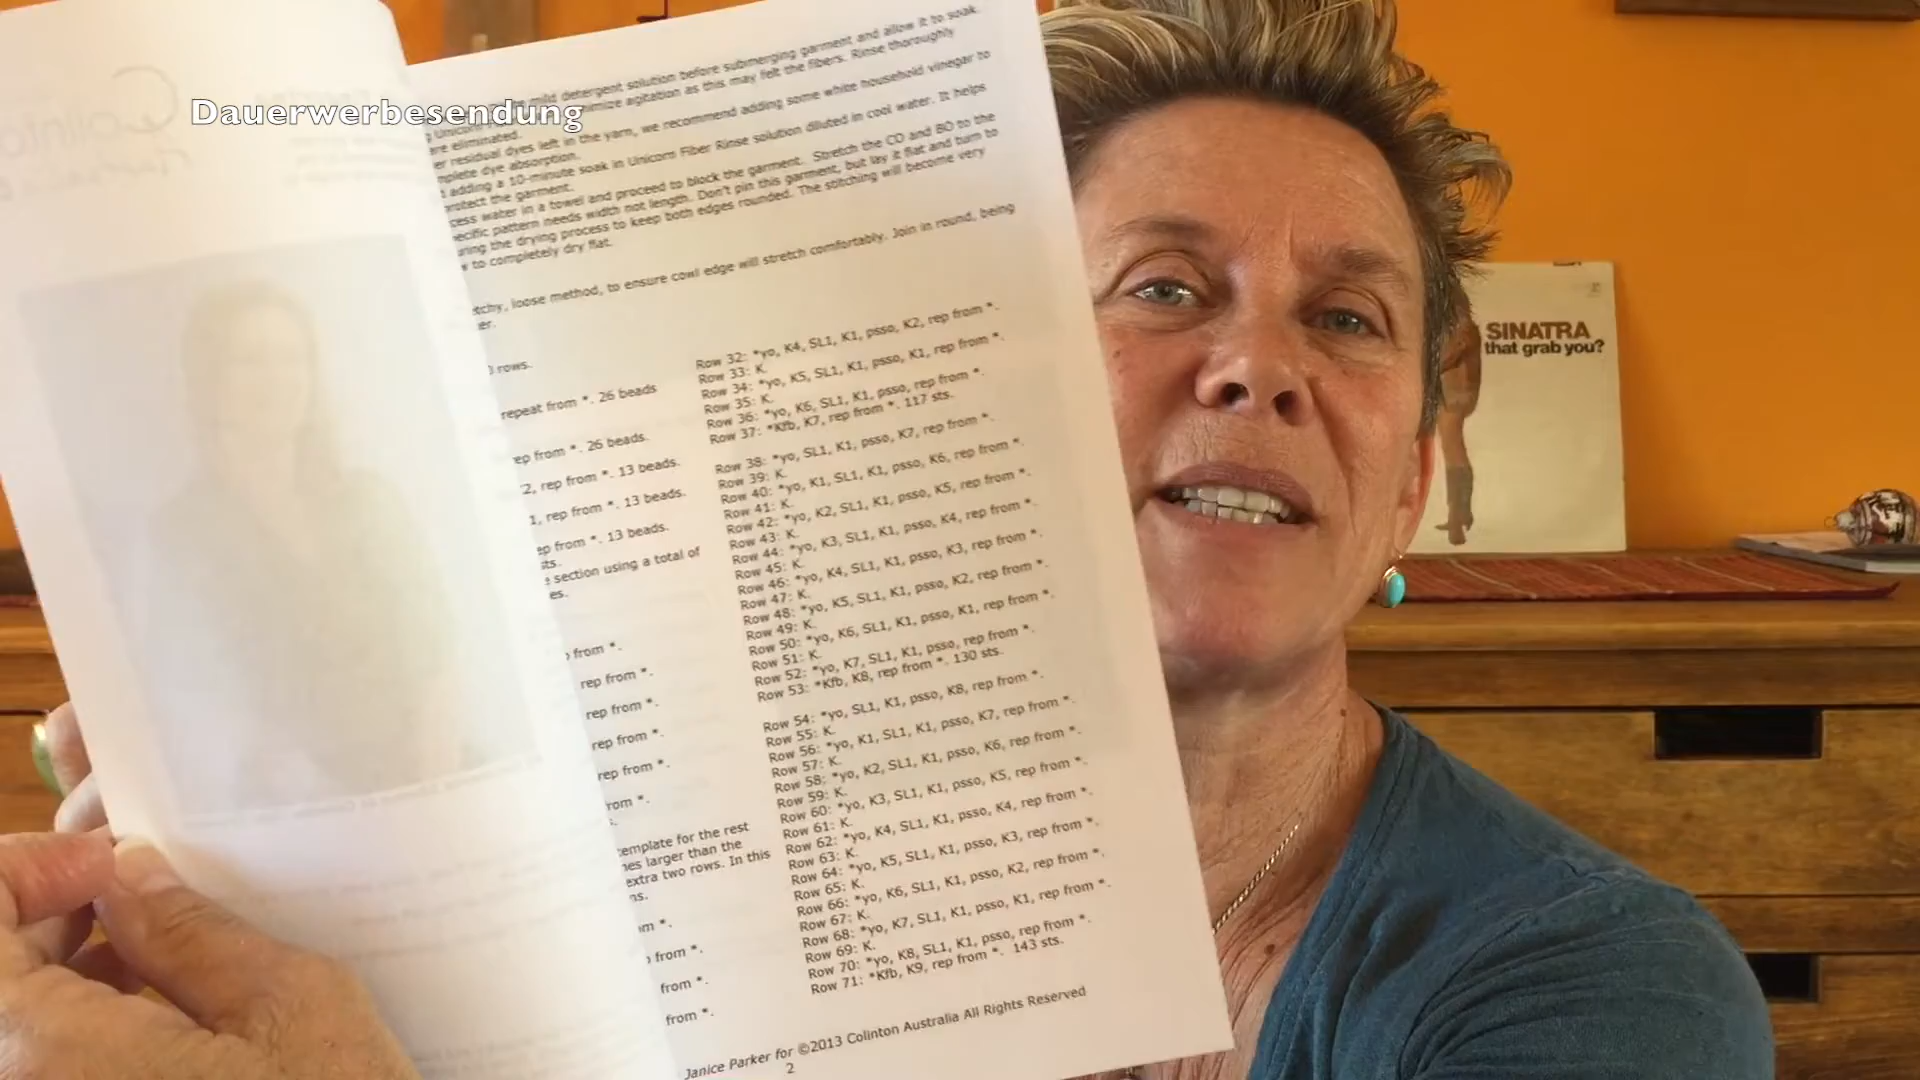 Dauerwerbesendung
mild detergent solution before submerging garment and allow it to soak.
minimize agitation as this may felt the fibers. Rinse thoroughly
are eliminated.
residual dyes left in the yarn, we recommend adding some white household vinegar to
dye absorption.
adding a 10-minute soak in Unicorn Fiber Rinse solution diluted in cool water. It helps
protect the garment.
water in a towel and proceed to block the garment. Stretch the CO and BO to the
pattern needs width not length. Don't pin this garment, but lay it flat and turn to
the drying process to keep both edges rounded. The stitching will become very
to completely dry flat.
loose method, to ensure cowl edge will stretch comfortably. Join in round, being
rows.
repeat from *. 26 beads
rep from *. 26 beads.
rep from *. 13 beads.
1, rep from *. 13 beads.
from *. 13 beads.
section using a total of
from *.
rep from *.
rep from *.
rep from *.
rep from *.
from *.
template for the rest
larger than the
extra two rows. In this
from *.
from *.
from *.
Row 32: *yo, K4, SL1, K1, psso, K2, rep from *.
Row 33: K.
Row 34: *yo, K5, SL1, K1, psso, K1, rep from *.
Row 35: K.
Row 36: *yo, K6, SL1, K1, psso, rep from *.
Row 37: *Kfb, K7, rep from *. 117 sts.
Row 38: *yo, SL1, K1, psso, K7, rep from *.
Row 39: K.
Row 40: *yo, K1, SL1, K1, psso, K6, rep from *.
Row 41: K.
Row 42: *yo, K2, SL1, K1, psso, K5, rep from *.
Row 43: K.
Row 44: *yo, K3, SL1, K1, psso, K4, rep from *.
Row 45: K.
Row 46: *yo, K4, SL1, K1, psso, K3, rep from *.
Row 47: K.
Row 48: *yo, K5, SL1, K1, psso, K2, rep from *.
Row 49: K.
Row 50: *yo, K6, SL1, K1, psso, K1, rep from *.
Row 51: K.
Row 52: *yo, K7, SL1, K1, psso, rep from *.
Row 53: *Kfb, K8, rep from *. 130 sts.
Row 54: *yo, SL1, K1, psso, K8, rep from *.
Row 55: K.
Row 56: *yo, K1, SL1, K1, psso, K7, rep from *.
Row 57: K.
Row 58: *yo, K2, SL1, K1, psso, K6, rep from *.
Row 59: K.
Row 60: *yo, K3, SL1, K1, psso, K5, rep from *.
Row 61: K.
Row 62: *yo, K4, SL1, K1, psso, K4, rep from *.
Row 63: K.
Row 64: *yo, K5, SL1, K1, psso, K3, rep from *.
Row 65: K.
Row 66: *yo, K6, SL1, K1, psso, K2, rep from *.
Row 67: K.
Row 68: *yo, K7, SL1, K1, psso, K1, rep from *.
Row 69: K.
Row 70: *yo, K8, SL1, K1, psso, rep from *.
Row 71: *Kfb, K9, rep from *. 143 sts.
Janice Parker for ©2013 Colinton Australia All Rights Reserved
2
SINATRA
that grab you?